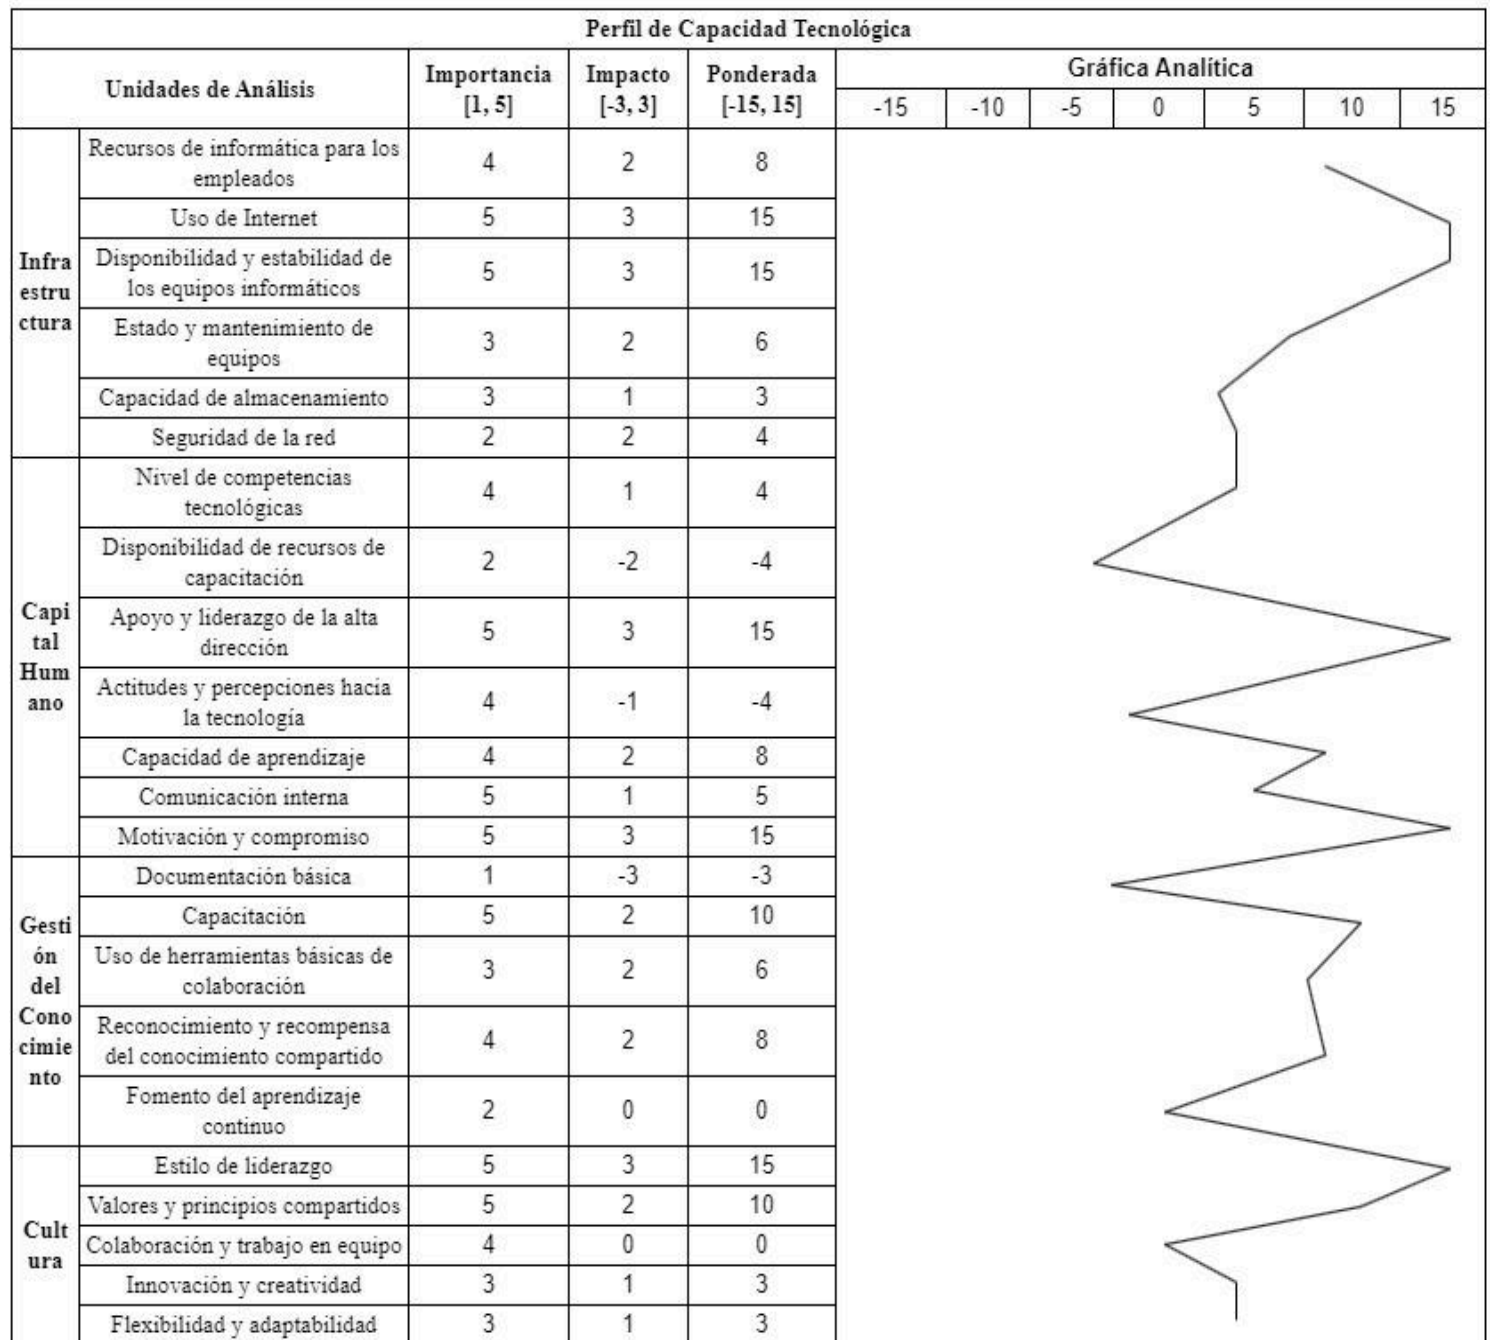 Perfil de Capacidad Tecnológica
Unidades de Análisis Importancia [1, 5] Impacto [-3, 3] Ponderada [-15, 15] Gráfica Analítica
-15 -10 -5 0 5 10 15
Infra
estru
ctura
Recursos de informática para los
empleados 4 2 8
Uso de Internet 5 3 15
Disponibilidad y estabilidad de
los equipos informáticos 5 3 15
Estado y mantenimiento de
equipos 3 2 6
Capacidad de almacenamiento 3 1 3
Seguridad de la red 2 2 4
Capi
tal
Hum
ano
Nivel de competencias
tecnológicas 4 1 4
Disponibilidad de recursos de
capacitación 2 -2 -4
Apoyo y liderazgo de la alta
dirección 5 3 15
Actitudes y percepciones hacia
la tecnología 4 -1 -4
Capacidad de aprendizaje 4 2 8
Comunicación interna 5 1 5
Motivación y compromiso 5 3 15
Gesti
ón
del
Cono
cimie
nto
Documentación básica 1 -3 -3
Capacitación 5 2 10
Uso de herramientas básicas de
colaboración 3 2 6
Reconocimiento y recompensa
del conocimiento compartido 4 2 8
Fomento del aprendizaje
continuo 2 0 0
Cult
ura
Estilo de liderazgo 5 3 15
Valores y principios compartidos 5 2 10
Colaboración y trabajo en equipo 4 0 0
Innovación y creatividad 3 1 3
Flexibilidad y adaptabilidad 3 1 3